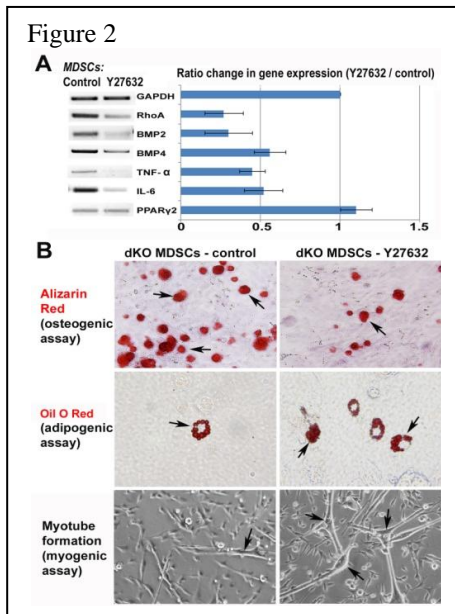 Figure 2
A
MDSCs:
Control Y27632
Ratio change in gene expression (Y27632 / control)
GAPDH
RhoA
BMP2
BMP4
TNF- α
IL-6
PPARγ2
0 0.5 1 1.5
B
dKO MDSCs - control dKO MDSCs - Y27632
Alizarin
Red
(osteogenic
assay)
Oil O Red
(adipogenic
assay)
Myotube
formation
(myogenic
assay)